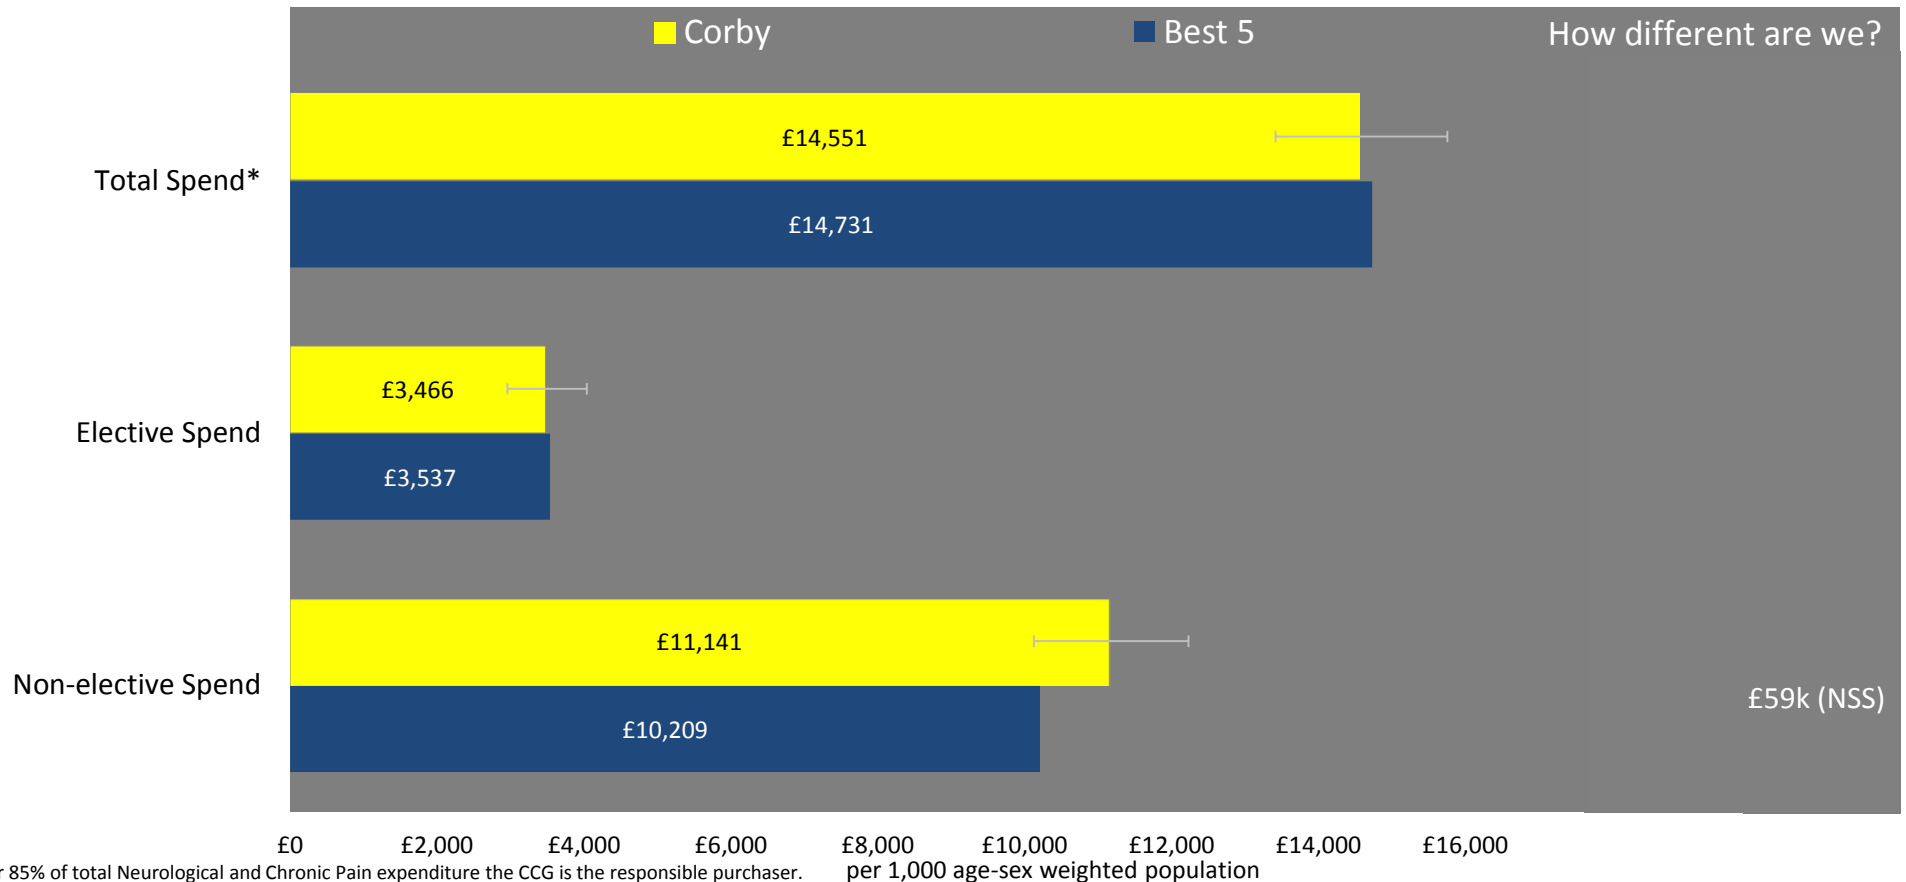 Corby Best 5 How different are we?
Total Spend*
£14,551
£14,731
Elective Spend
£3,466
£3,537
Non-elective Spend
£11,141
£10,209
£59k (NSS)
£0 £2,000 £4,000 £6,000 £8,000 £10,000 £12,000 £14,000 £16,000
85% of total Neurological and Chronic Pain expenditure the CCG is the responsible purchaser.
per 1,000 age-sex weighted population